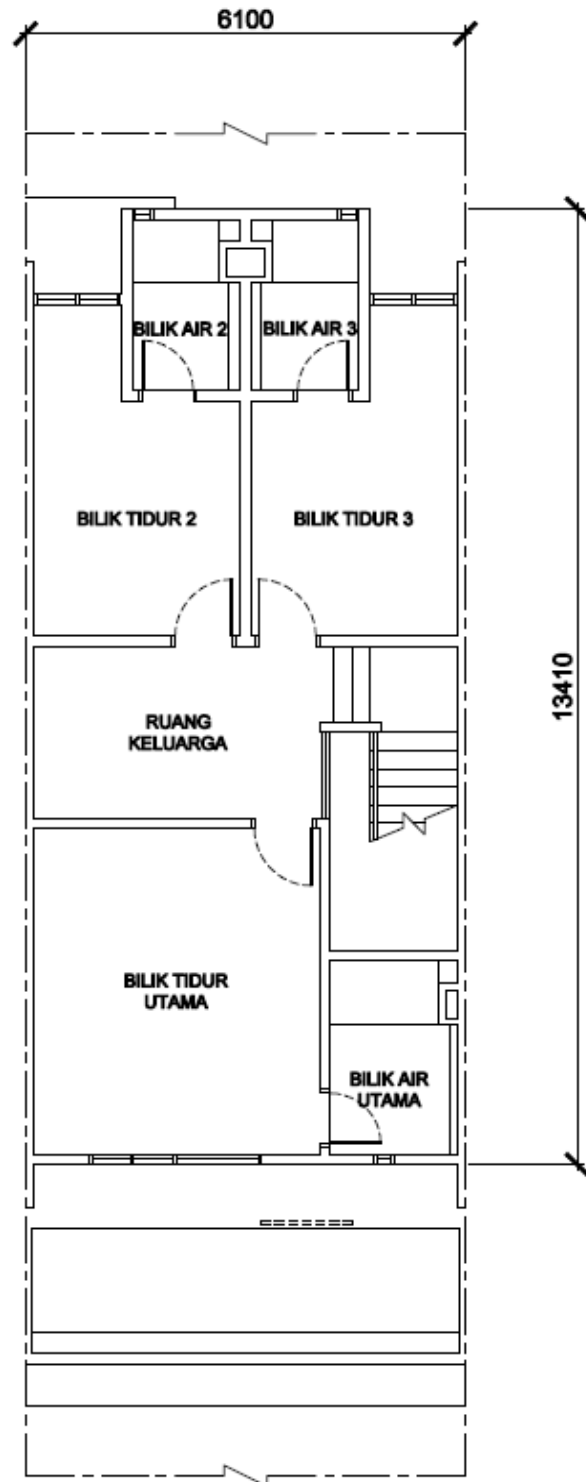 6100
BILIK AIR 2
BILIK AIR 3
BILIK TIDUR 2
BILIK TIDUR 3
13410
RUANG
KELUARGA
BILIK TIDUR
UTAMA
BILIK AIR
UTAMA